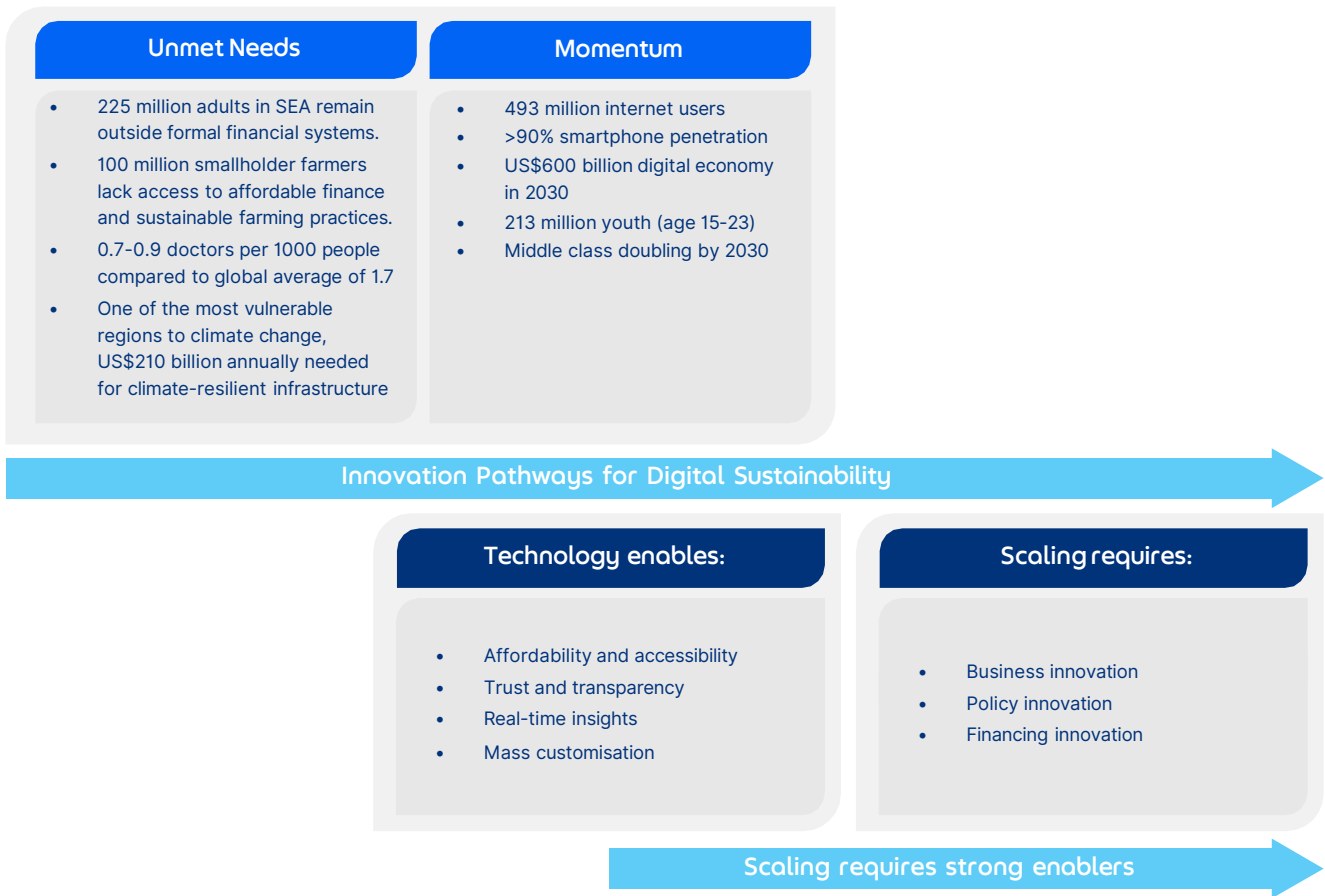 Unmet Needs
• 225 million adults in SEA remain
outside formal financial systems.
• 100 million smallholder farmers
lack access to affordable finance
and sustainable farming practices.
• 0.7-0.9 doctors per 1000 people
compared to global average of 1.7
• One of the most vulnerable
regions to climate change,
US$210 billion annually needed
for climate-resilient infrastructure
Momentum
• 493 million internet users
• >90% smartphone penetration
• US$600 billion digital economy
in 2030
• 213 million youth (age 15-23)
• Middle class doubling by 2030
Innovation Pathways for Digital Sustainability
Technology enables:
• Affordability and accessibility
• Trust and transparency
• Real-time insights
• Mass customisation
Scaling requires:
• Business innovation
• Policy innovation
• Financing innovation
Scaling requires strong enablers